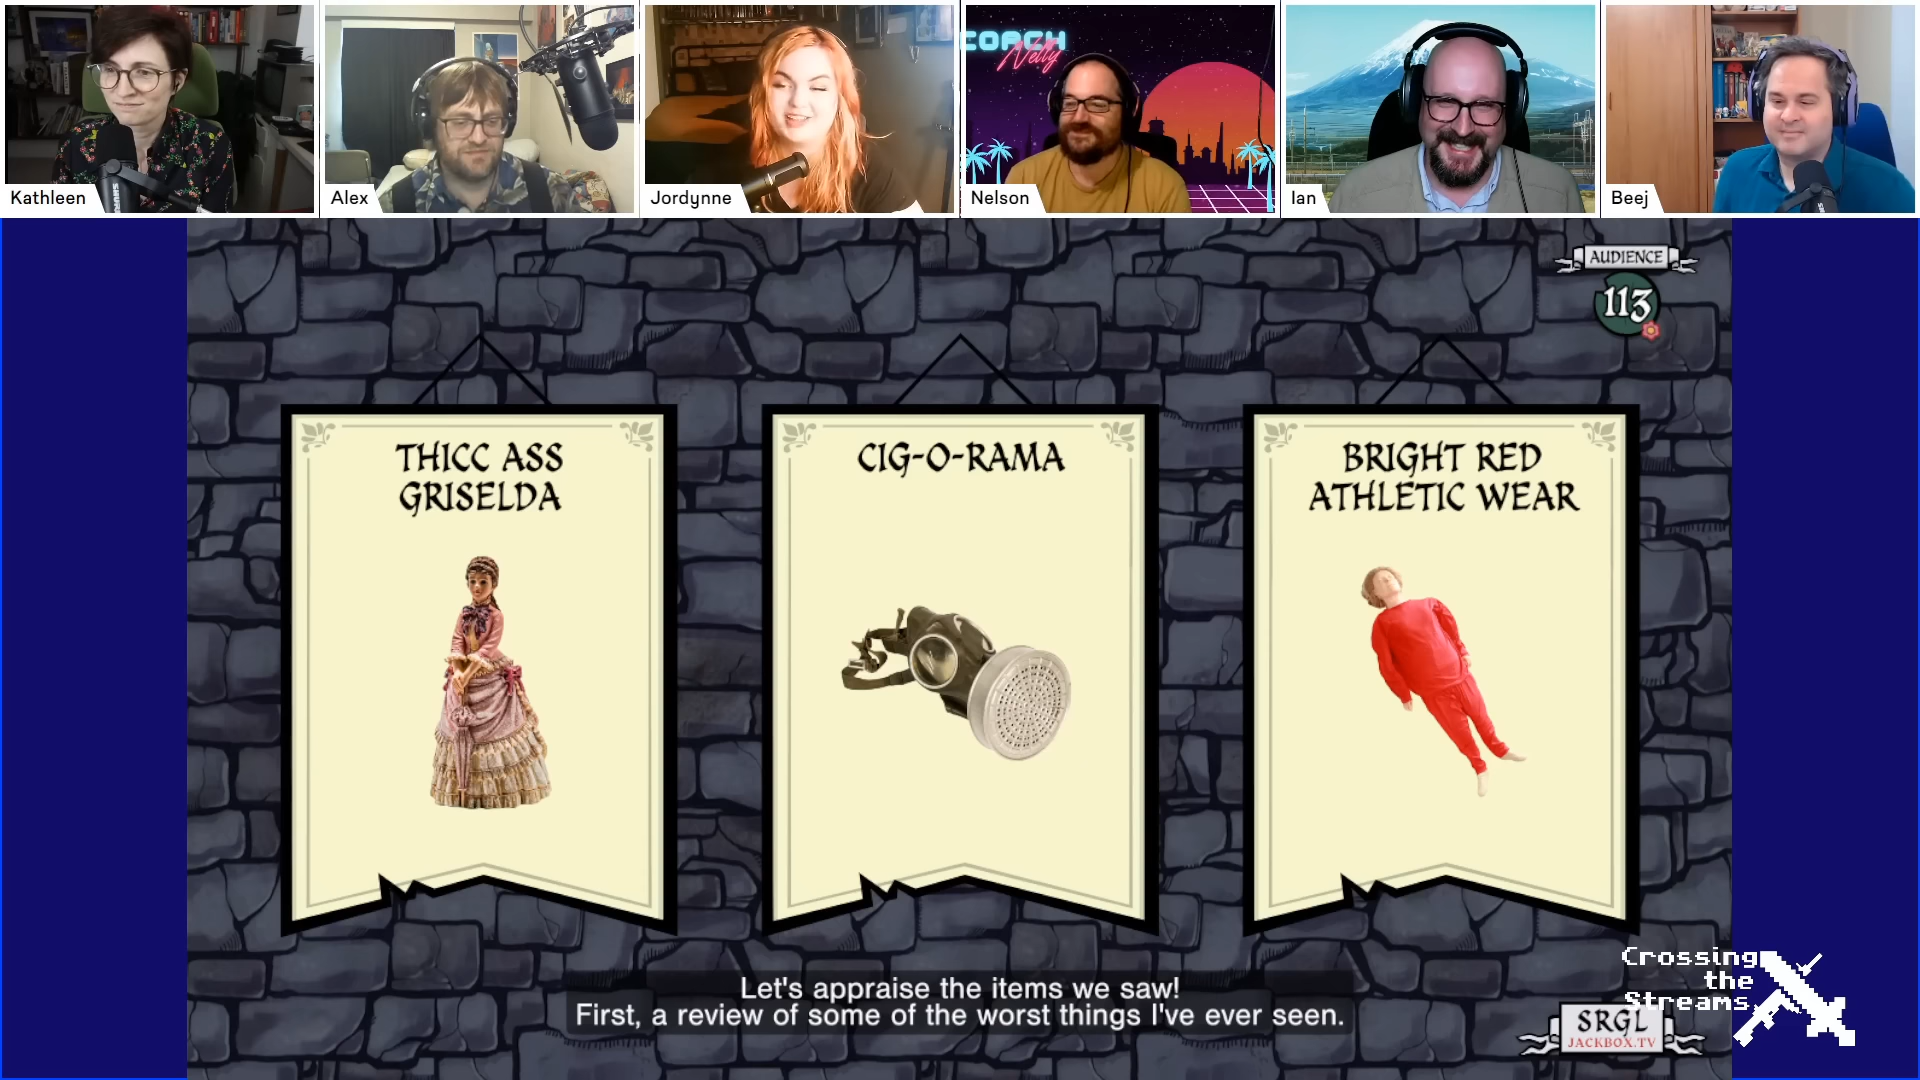 COACH
Nelly
Kathleen
Alex
Jordynne
Nelson
Ian
Beej
AUDIENCE
113
THICC ASS
GRISELDA
CIG-O-RAMA
BRIGHT RED
ATHLETIC WEAR
Let's appraise the items we saw!
First, a review of some of the worst things I've ever seen.
Crossing
the
Streams
SRGL
JACKBOX.TV